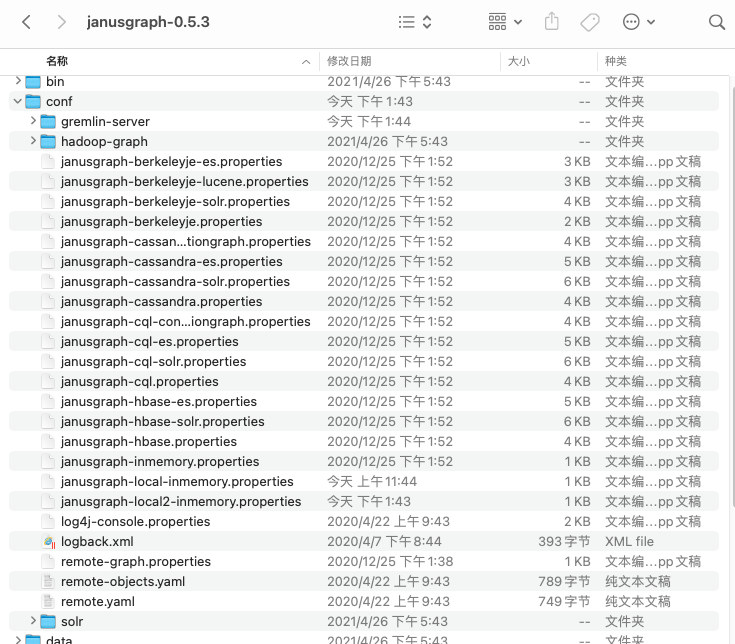 janusgraph-0.5.3
名称 修改日期 大小 种类
bin 2021/4/26 下午5:43 -- 文件夹
conf 今天 下午1:43 -- 文件夹
gremlin-server 今天 下午1:44 -- 文件夹
hadoop-graph 2021/4/26 下午5:43 -- 文件夹
janusgraph-berkeleyje-es.properties 2020/12/25 下午1:52 3 KB 文本编...pp文稿
janusgraph-berkeleyje-lucene.properties 2020/12/25 下午1:52 3 KB 文本编...pp文稿
janusgraph-berkeleyje-solr.properties 2020/12/25 下午1:52 4 KB 文本编...pp文稿
janusgraph-berkeleyje.properties 2020/12/25 下午1:52 2 KB 文本编...pp文稿
janusgraph-cassan...tiongraph.properties 2020/12/25 下午1:52 4 KB 文本编...pp文稿
janusgraph-cassandra-es.properties 2020/12/25 下午1:52 5 KB 文本编...pp文稿
janusgraph-cassandra-solr.properties 2020/12/25 下午1:52 6 KB 文本编...pp文稿
janusgraph-cassandra.properties 2020/12/25 下午1:52 4 KB 文本编...pp文稿
janusgraph-cql-con...iongraph.properties 2020/12/25 下午1:52 4 KB 文本编...pp文稿
janusgraph-cql-es.properties 2020/12/25 下午1:52 5 KB 文本编...pp文稿
janusgraph-cql-solr.properties 2020/12/25 下午1:52 6 KB 文本编...pp文稿
janusgraph-cql.properties 2020/12/25 下午1:52 4 KB 文本编...pp文稿
janusgraph-hbase-es.properties 2020/12/25 下午1:52 5 KB 文本编...pp文稿
janusgraph-hbase-solr.properties 2020/12/25 下午1:52 6 KB 文本编...pp文稿
janusgraph-hbase.properties 2020/12/25 下午1:52 4 KB 文本编...pp文稿
janusgraph-inmemory.properties 2020/12/25 下午1:52 1 KB 文本编...pp文稿
janusgraph-local-inmemory.properties 今天 上午11:44 1 KB 文本编...pp文稿
janusgraph-local2-inmemory.properties 今天 下午1:43 1 KB 文本编...pp文稿
log4j-console.properties 2020/4/22 上午9:43 2 KB 文本编...pp文稿
logback.xml 2020/4/7 下午8:44 393 字节 XML file
remote-graph.properties 2020/12/25 下午1:38 1 KB 文本编...pp文稿
remote-objects.yaml 2020/4/22 上午9:43 789 字节 纯文本文稿
remote.yaml 2020/4/22 上午9:43 749 字节 纯文本文稿
solr 2021/4/26 下午5:43 -- 文件夹
data 2021/4/26 下午5:43 -- 文件夹